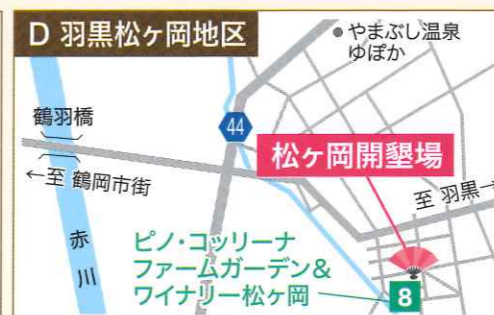 D 羽黒松ヶ岡地区
やまぶし温泉
ゆぽか
鶴羽橋
44
松ヶ岡開墾場
←至 鶴岡市街
至 羽黒→
赤川
ピノ・コッリーナ
ファームガーデン&
ワイナリー松ヶ岡
8